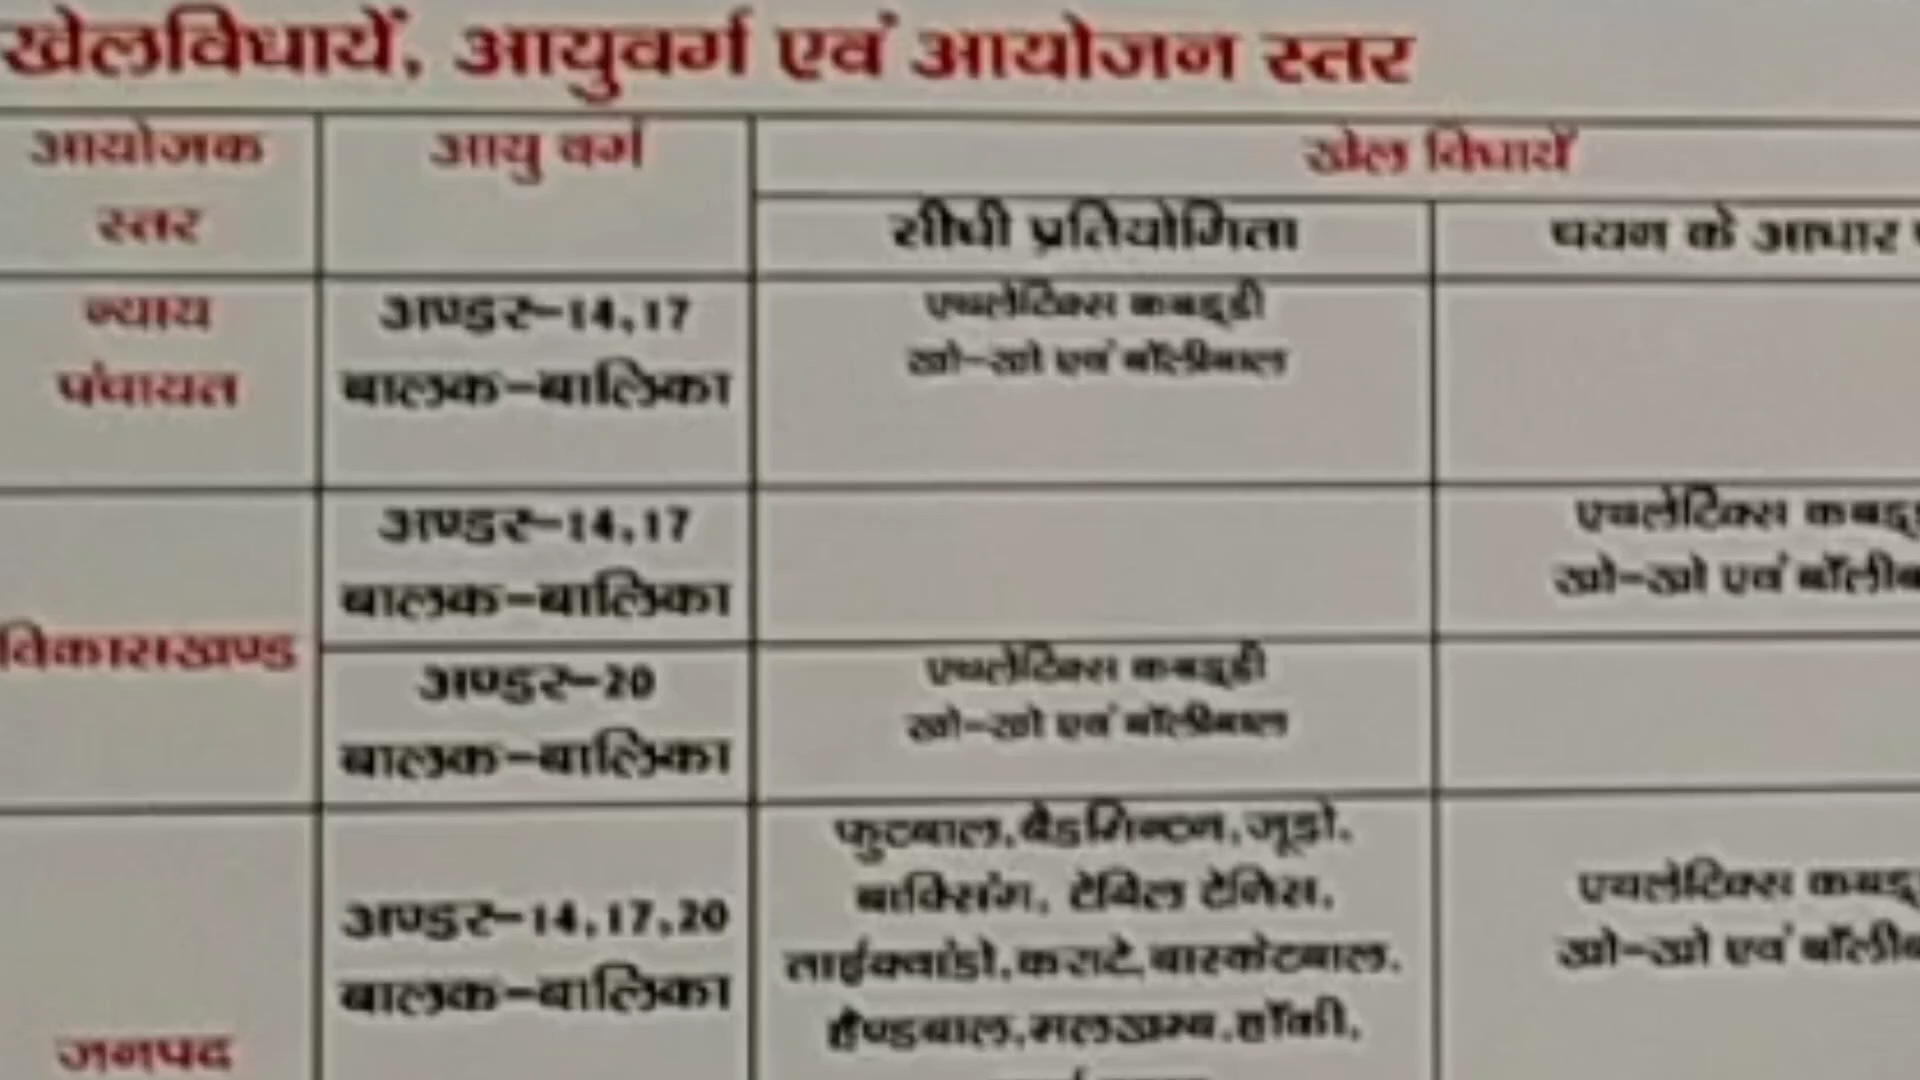 खेलविधायें, आयुवर्ग एवं आयोजन स्तर
आयोजक स्तर
आयु वर्ग
खेल विधायें
सीधी प्रतियोगिता
चयन के आधार
न्याय पंचायत
अण्डर-14,17
बालक-बालिका
एथलेटिक्स कबड्डी
खो-खो एवं बॉलीबाल
विकासखण्ड
अण्डर-14,17
बालक-बालिका
एथलेटिक्स
खो-खो एवं
अण्डर-20
बालक-बालिका
एथलेटिक्स कबड्डी
खो-खो एवं बॉलीबाल
जनपद
अण्डर-14,17,20
बालक-बालिका
फुटबाल,बैडमिन्टन,जूडो,
बाक्सिंग, टेबिल टेनिस,
ताईक्वांडो,कराटे,बास्केटबाल,
हैण्डबाल,मलखम्ब,हॉकी,
एथलेटिक्स
खो-खो एवं